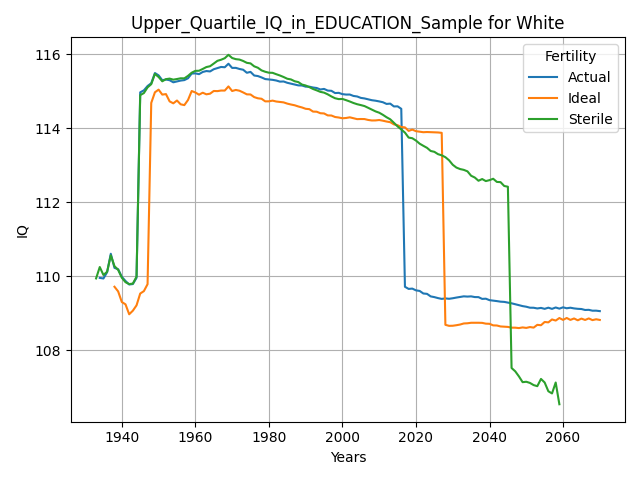 Upper_Quartile_IQ_in_EDUCATION_Sample for White
Fertility
Actual
Ideal
Sterile
IQ
116
114
112
110
108
1940
1960
1980
2000
2020
2040
2060
Years